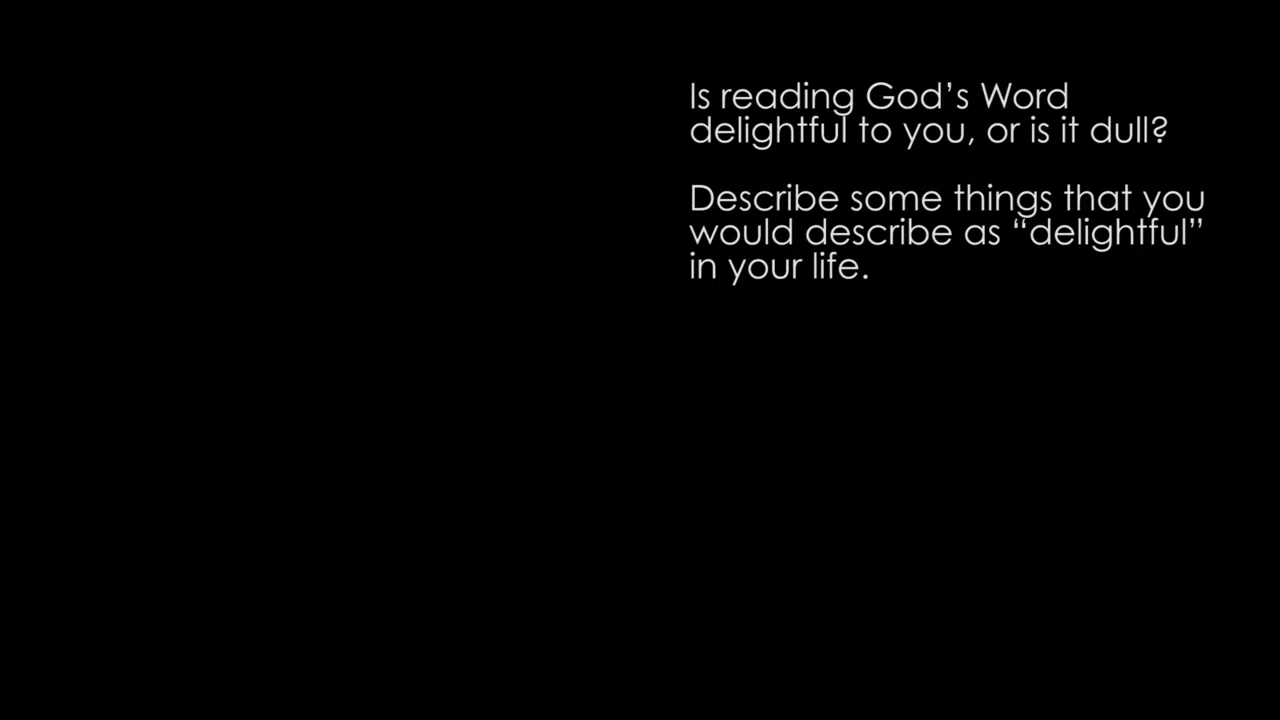 Is reading God’s Word
delightful to you, or is it dull?
Describe some things that you
would describe as “delightful”
in your life.